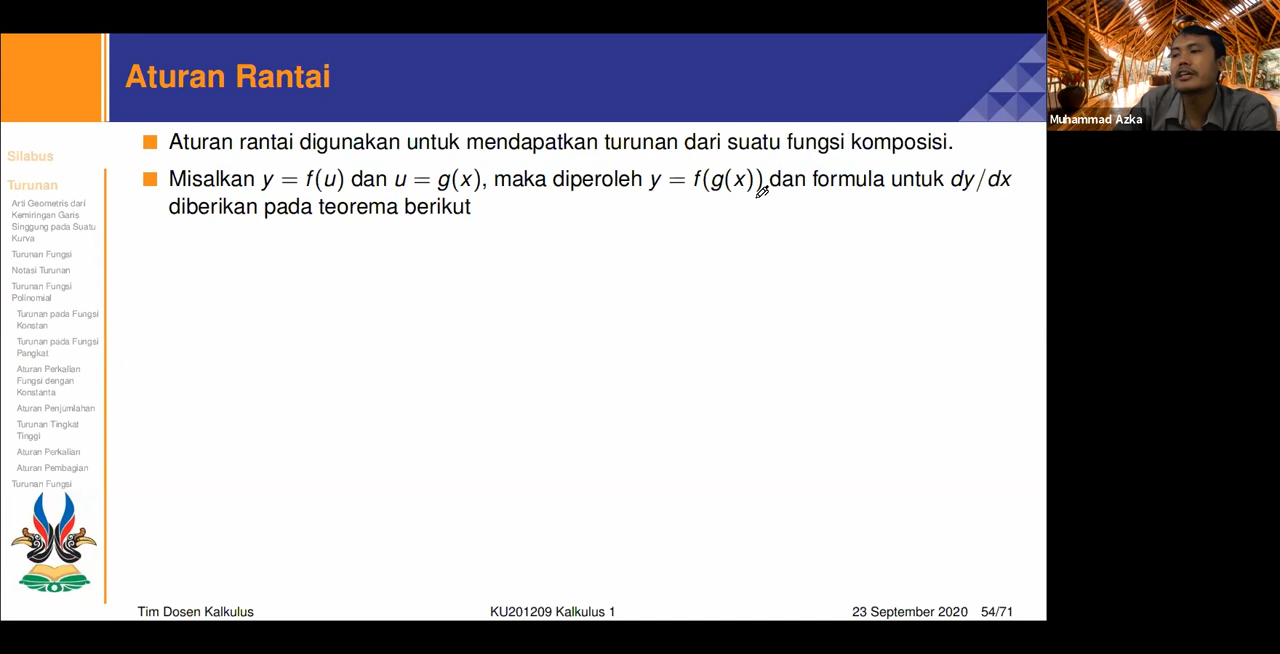 Aturan Rantai
Muhammad Azka
Silabus
Turunan
Arti Geometris dari
Kemiringan Garis
Singgung pada Suatu
Kurva
Turunan Fungsi
Notasi Turunan
Turunan Fungsi
Polinomial
Turunan pada Fungsi
Konstan
Turunan pada Fungsi
Pangkat
Aturan Perkalian
Fungsi dengan
Konstanta
Aturan Penjumlahan
Turunan Tingkat
Tinggi
Aturan Perkalian
Aturan Pembagian
Turunan Fungsi
Aturan rantai digunakan untuk mendapatkan turunan dari suatu fungsi komposisi.
Misalkan y = f(u) dan u = g(x), maka diperoleh y = f(g(x)) dan formula untuk dy/dx
diberikan pada teorema berikut
Tim Dosen Kalkulus
KU201209 Kalkulus 1
23 September 2020 54/71